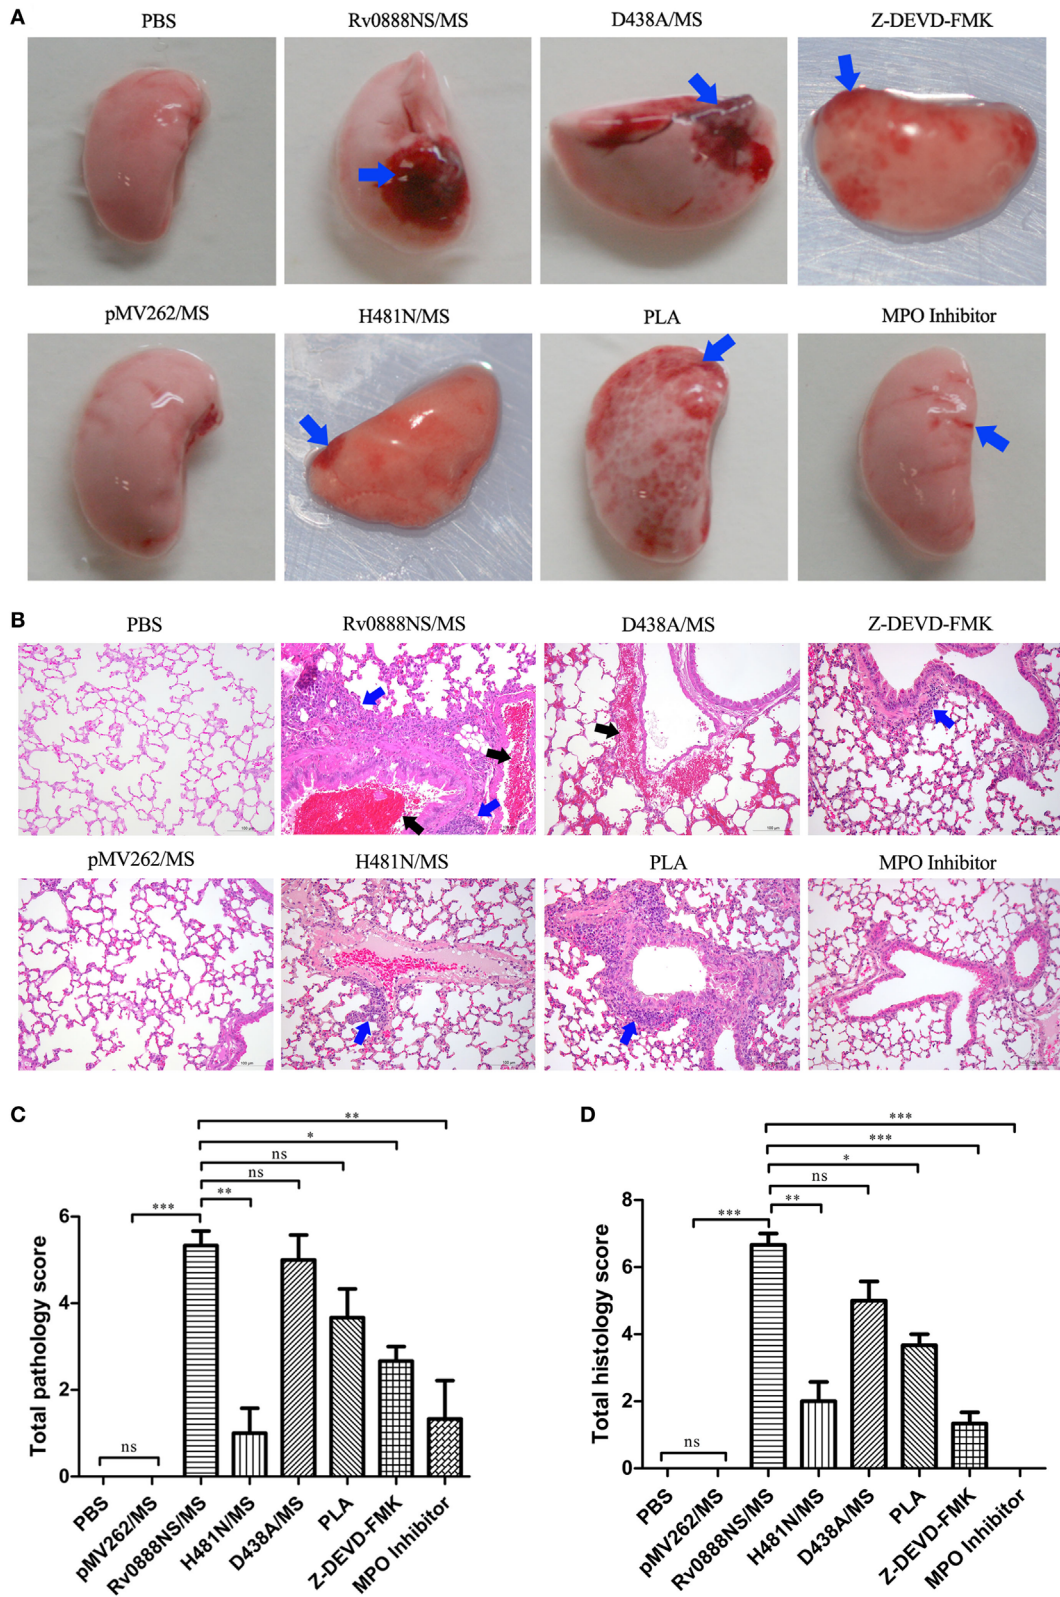 A
PBS
Rv0888NS/MS
D438A/MS
Z-DEVD-FMK
pMV262/MS
H481N/MS
PLA
MPO Inhibitor
B
PBS
Rv0888NS/MS
D438A/MS
Z-DEVD-FMK
pMV262/MS
H481N/MS
PLA
MPO Inhibitor
C
**
*
ns
ns
**
***
ns
Total pathology score
6
4
2
0
PBS
pMV262/MS
Rv0888NS/MS
H481N/MS
D438A/MS
PLA
Z-DEVD-FMK
MPO Inhibitor
D
***
***
*
ns
**
***
ns
Total histology score
8
6
4
2
0
PBS
pMV262/MS
Rv0888NS/MS
H481N/MS
D438A/MS
PLA
Z-DEVD-FMK
MPO Inhibitor